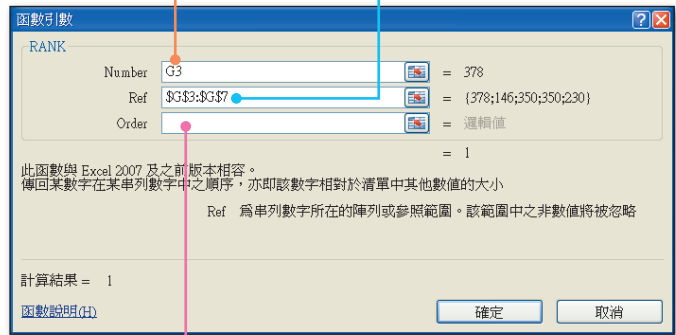 函數引數
RANK
Number G3 = 378
Ref $G$3:$G$7 = {378;146;350;350;230}
Order = 邏輯值
= 1
此函數與 Excel 2007 及之前版本相容。
傳回某數字在某串列數字中之順序，亦即該數字相對於清單中其他數值的大小
Ref 為串列數字所在的陣列或參照範圍。該範圍中之非數值將被忽略
計算結果 = 1
函數說明(H)
確定 取消